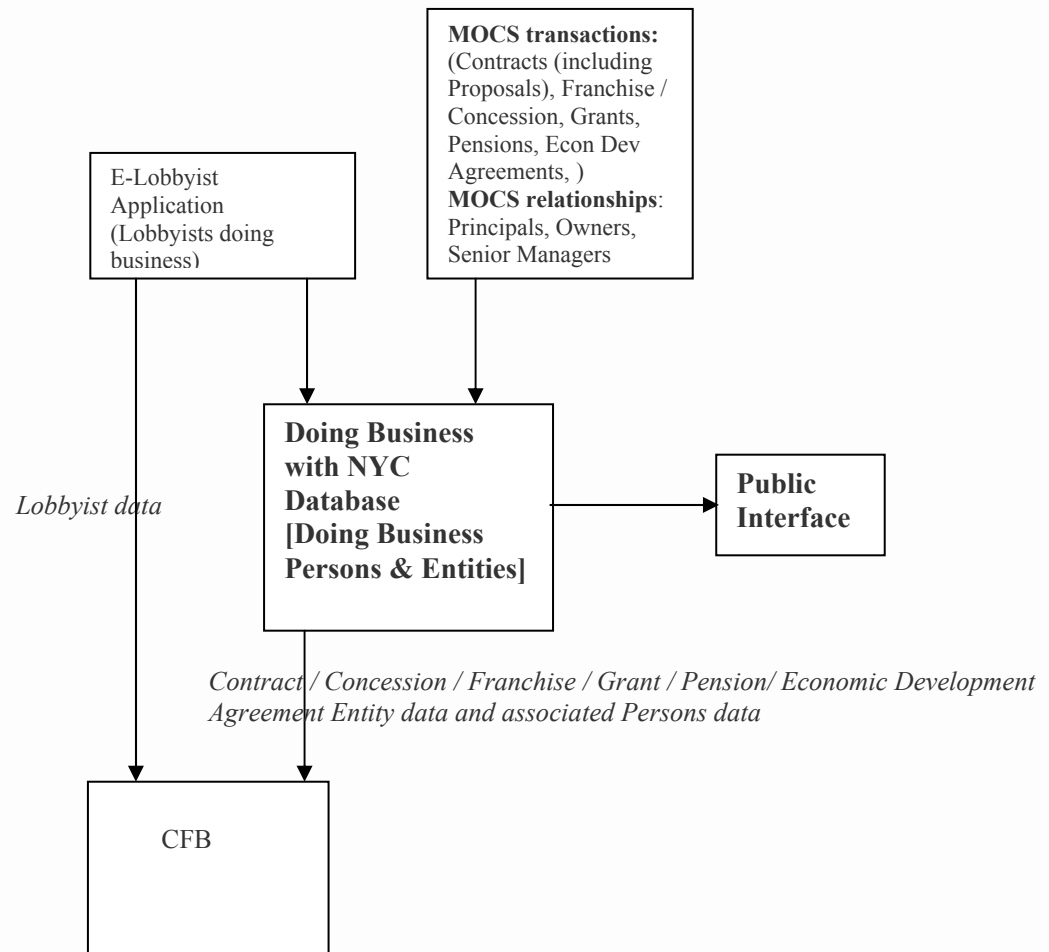 MOCS transactions:
(Contracts (including
Proposals), Franchise /
Concession, Grants,
Pensions, Econ Dev
Agreements, )
MOCS relationships:
Principals, Owners,
Senior Managers
E-Lobbyist
Application
(Lobbyists doing
business)
Doing Business
with NYC
Database
[Doing Business
Persons & Entities]
Public
Interface
Lobbyist data
Contract / Concession / Franchise / Grant / Pension/ Economic Development
Agreement Entity data and associated Persons data
CFB